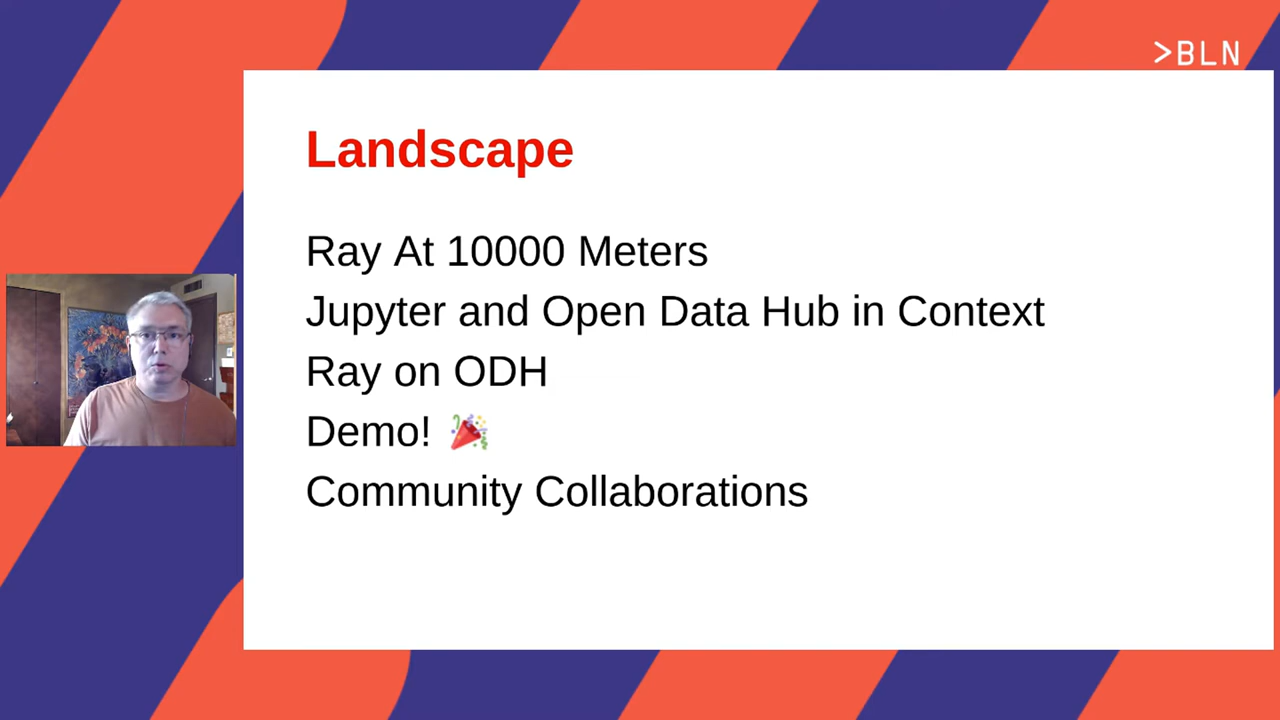 >BLN
Landscape
Ray At 10000 Meters
Jupyter and Open Data Hub in Context
Ray on ODH
Demo! 🎉
Community Collaborations